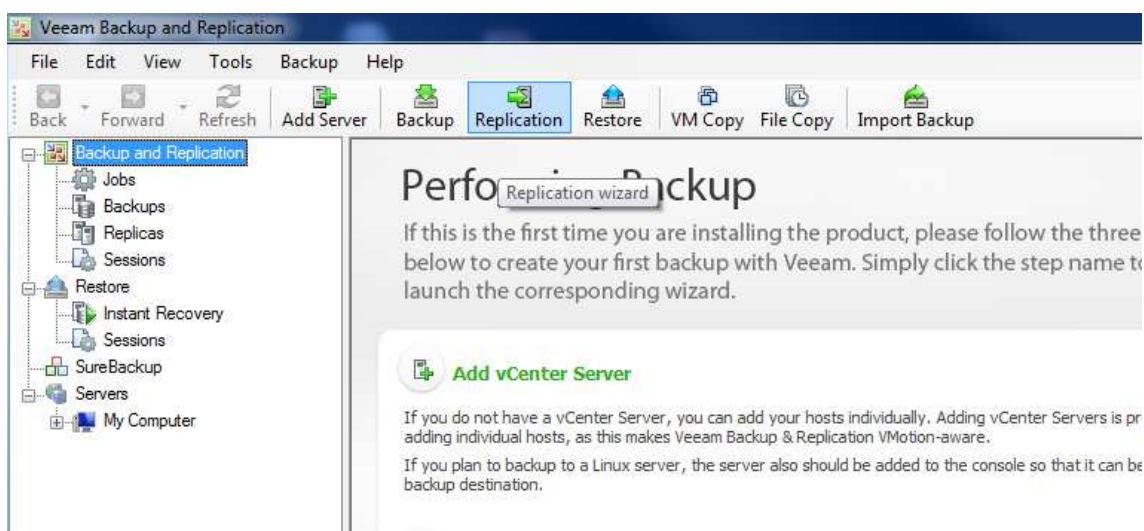 Veeam Backup and Replication
File Edit View Tools Backup Help
Back Forward Refresh Add Server Backup Replication Restore VM Copy File Copy Import Backup
Backup and Replication
Jobs
Backups
Replicas
Sessions
Restore
Instant Recovery
Sessions
SureBackup
Servers
My Computer
Replication wizard
If this is the first time you are installing the product, please follow the three
below to create your first backup with Veeam. Simply click the step name to
launch the corresponding wizard.
Add vCenter Server
If you do not have a vCenter Server, you can add your hosts individually. Adding vCenter Servers is pr
adding individual hosts, as this makes Veeam Backup & Replication VMotion-aware.
If you plan to backup to a Linux server, the server also should be added to the console so that it can be
backup destination.